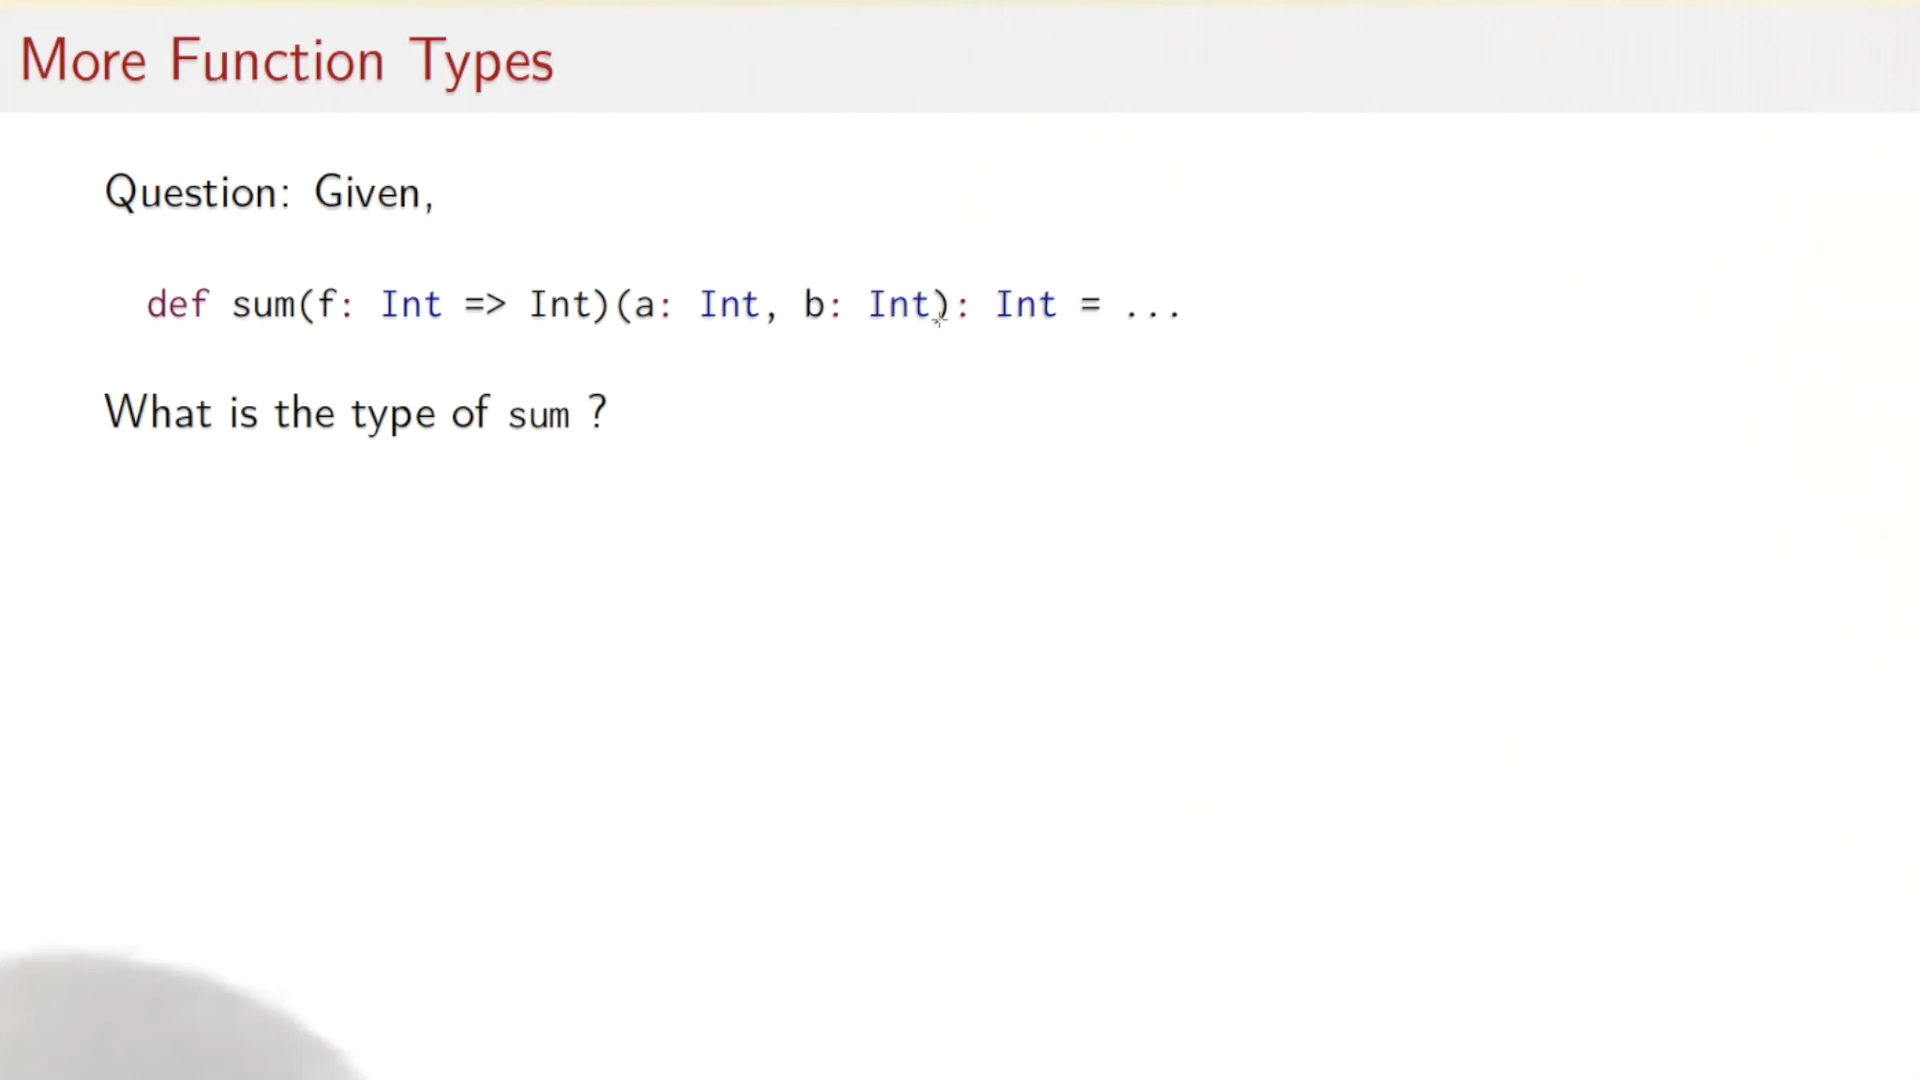 More Function Types
Question: Given,
def sum(f: Int => Int)(a: Int, b: Int): Int = ...
What is the type of sum ?